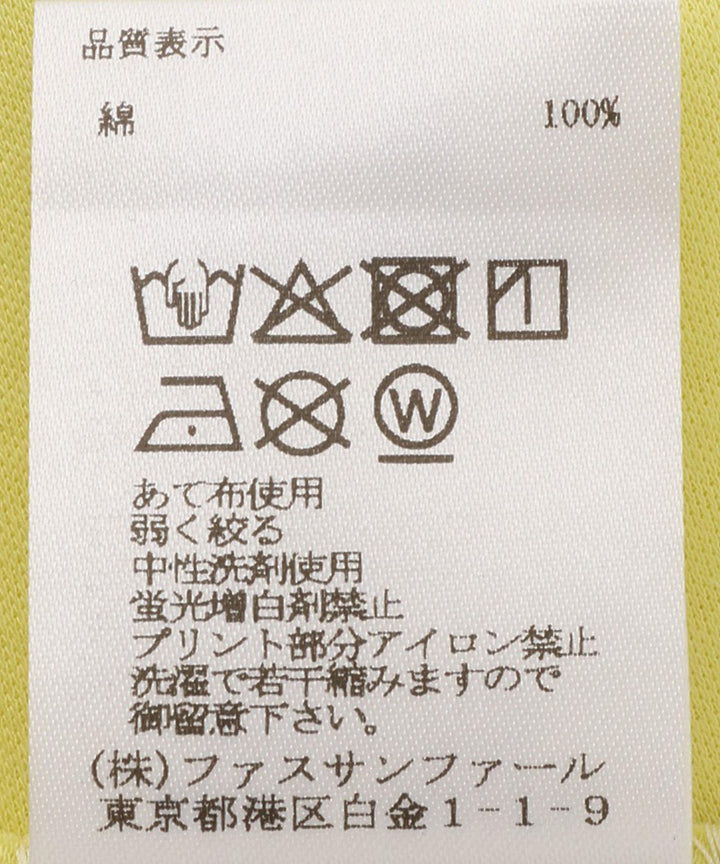 品質表示
綿 100%
W
あて布使用
弱く絞る
中性洗剤使用
蛍光増白剤禁止
プリント部分アイロン禁止
洗濯で若干縮みますので
御留意下さい。
(株)ファスサンファール
東京都港区白金1-1-9